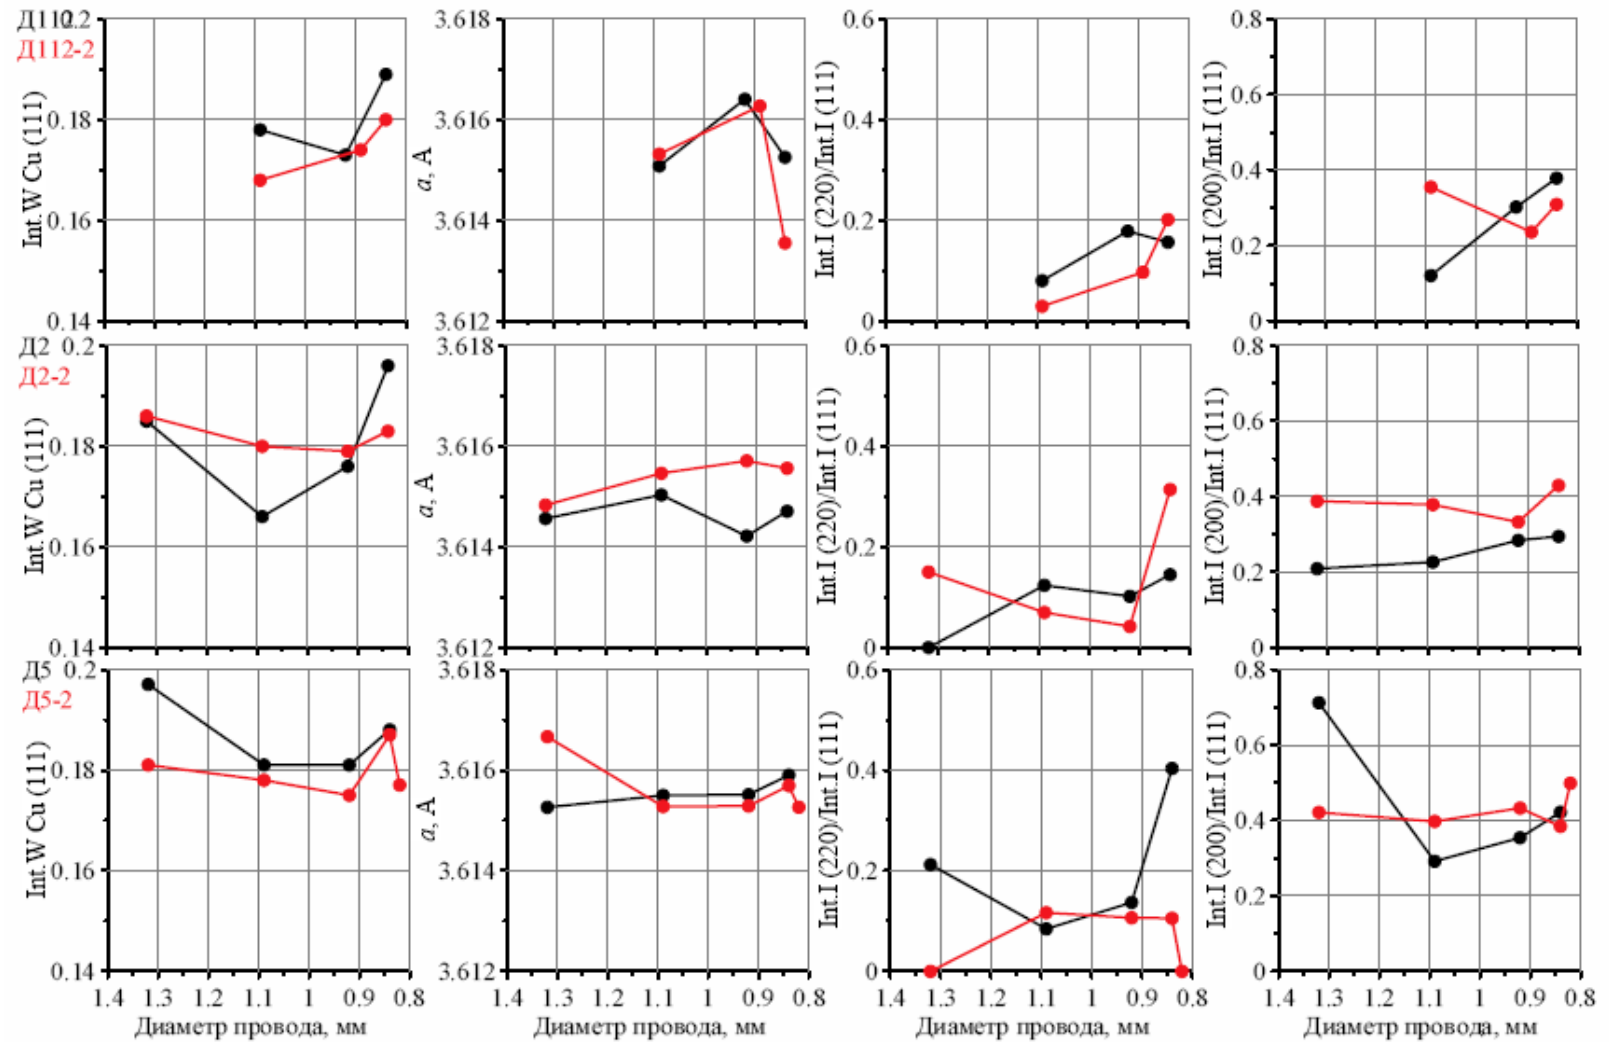 Д112
Д112-2
0.2
0.18
0.16
0.14
Int.W Cu (111)
3.618
3.616
3.614
3.612
a, A
0.6
0.4
0.2
0
Int.I (220)/Int.I (111)
0.8
0.6
0.4
0.2
0
Int.I (200)/Int.I (111)
Д2
Д2-2
0.2
0.18
0.16
0.14
Int.W Cu (111)
3.618
3.616
3.614
3.612
a, A
0.6
0.4
0.2
0
Int.I (220)/Int.I (111)
0.8
0.6
0.4
0.2
0
Int.I (200)/Int.I (111)
Д5
Д5-2
0.2
0.18
0.16
0.14
Int.W Cu (111)
3.618
3.616
3.614
3.612
a, A
0.6
0.4
0.2
0
Int.I (220)/Int.I (111)
0.8
0.6
0.4
0.2
0
Int.I (200)/Int.I (111)
1.4 1.3 1.2 1.1 1 0.9 0.8
Диаметр провода, мм
1.4 1.3 1.2 1.1 1 0.9 0.8
Диаметр провода, мм
1.4 1.3 1.2 1.1 1 0.9 0.8
Диаметр провода, мм
1.4 1.3 1.2 1.1 1 0.9 0.8
Диаметр провода, мм